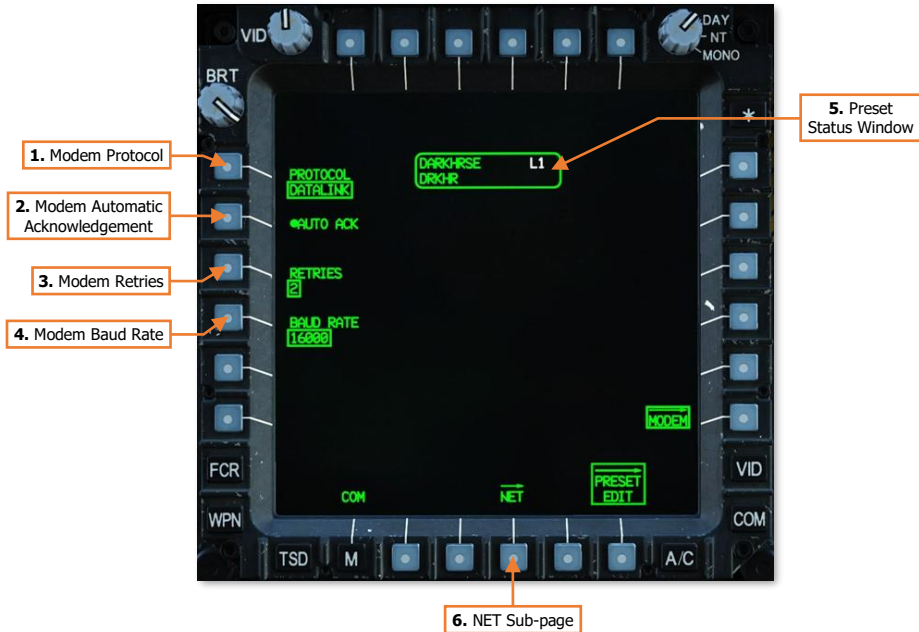 VID
DAY
NT
MONO
BRT
*
5. Preset
Status Window
1. Modem Protocol
PROTOCOL
DATALINK
DARKHRSE L1
DRKHR
2. Modem Automatic
Acknowledgement
AUTO ACK
3. Modem Retries
RETRIES
2
4. Modem Baud Rate
BAUD RATE
16000
MODEM
FCR
VID
PRESET
EDIT
COM
NET
WPN
COM
TSD
M
A/C
6. NET Sub-page